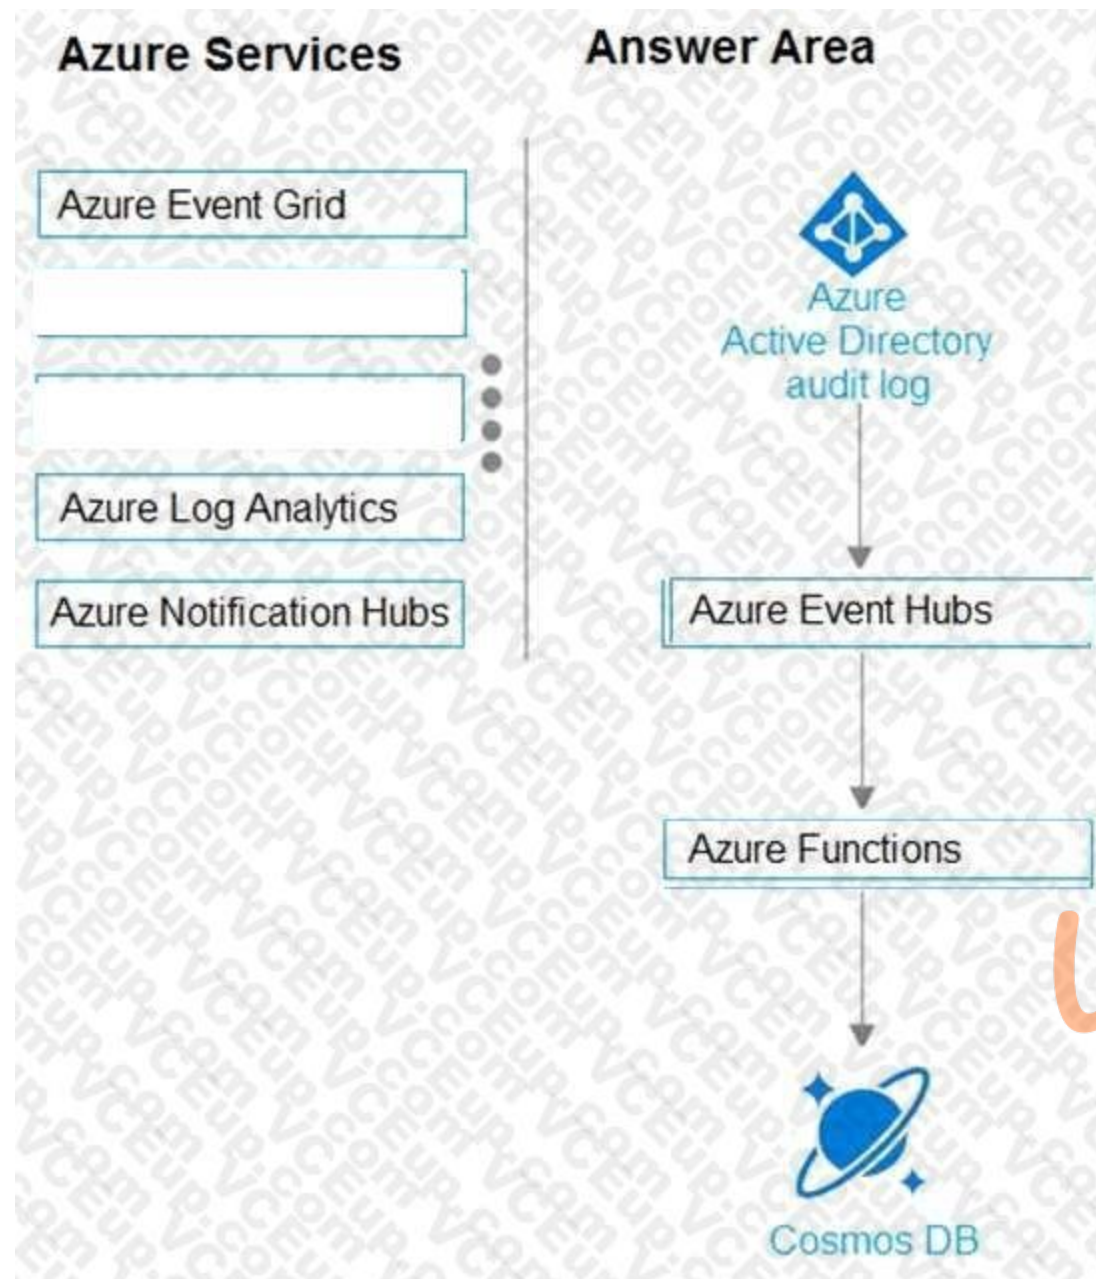 Azure Services
Answer Area
Azure Event Grid
Azure Log Analytics
Azure Notification Hubs
Azure
Active Directory
audit log
Azure Event Hubs
Azure Functions
Cosmos DB